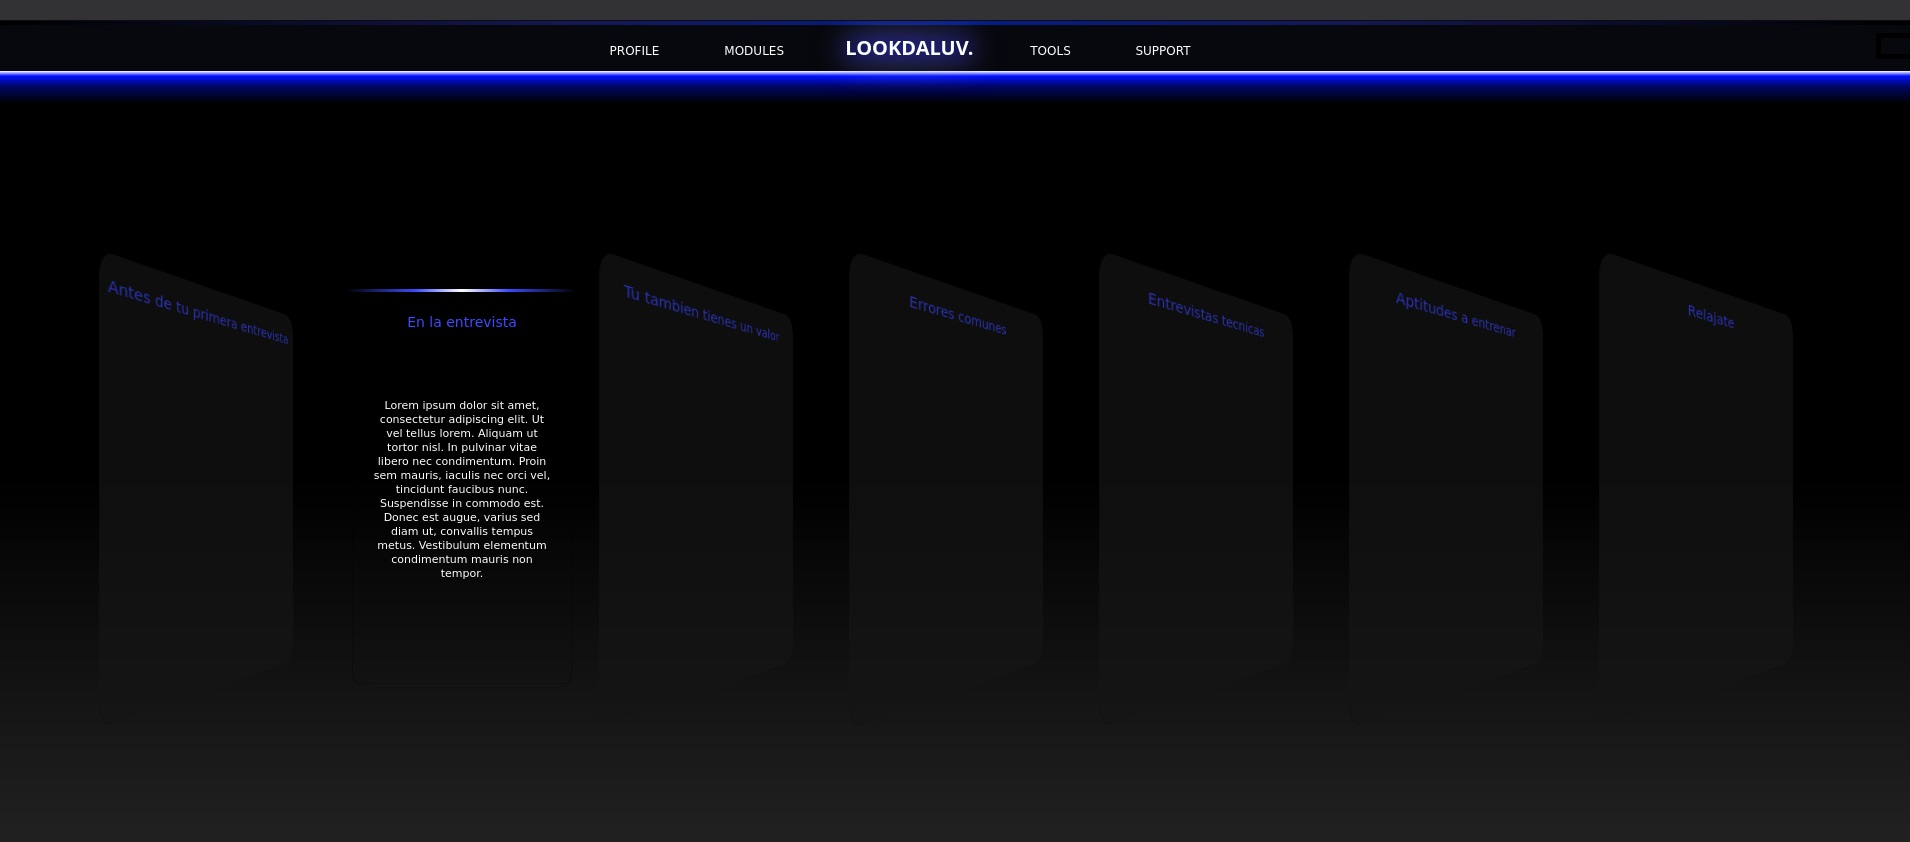 PROFILE
MODULES
LOOKDALUV.
TOOLS
SUPPORT
Antes de tu primera entrevista
En la entrevista
Lorem ipsum dolor sit amet,
consectetur adipiscing elit. Ut
vel tellus lorem. Aliquam ut
tortor nisl. In pulvinar vitae
libero nec condimentum. Proin
sem mauris, iaculis nec orci vel,
tincidunt faucibus nunc.
Suspendisse in commodo est.
Donec est augue, varius sed
diam ut, convallis tempus
metus. Vestibulum elementum
condimentum mauris non
tempor.
Tu tambien tienes un valor
Errores comunes
Entrevistas tecnicas
Aptitudes a entrenar
Relajate